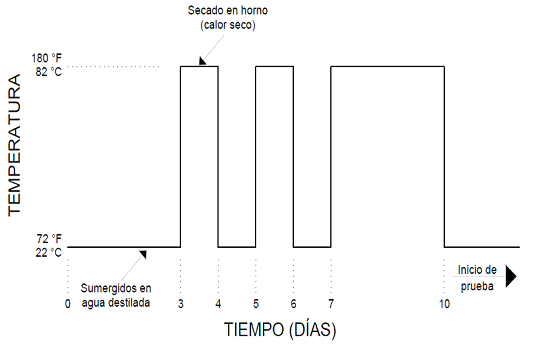 Secado en horno
(calor seco)
180 °F
82 °C
TEMPERATURA
72 °F
22 °C
Sumergidos en
agua destilada
Inicio de
prueba
0
3
4
5
6
7
10
TIEMPO (DÍAS)